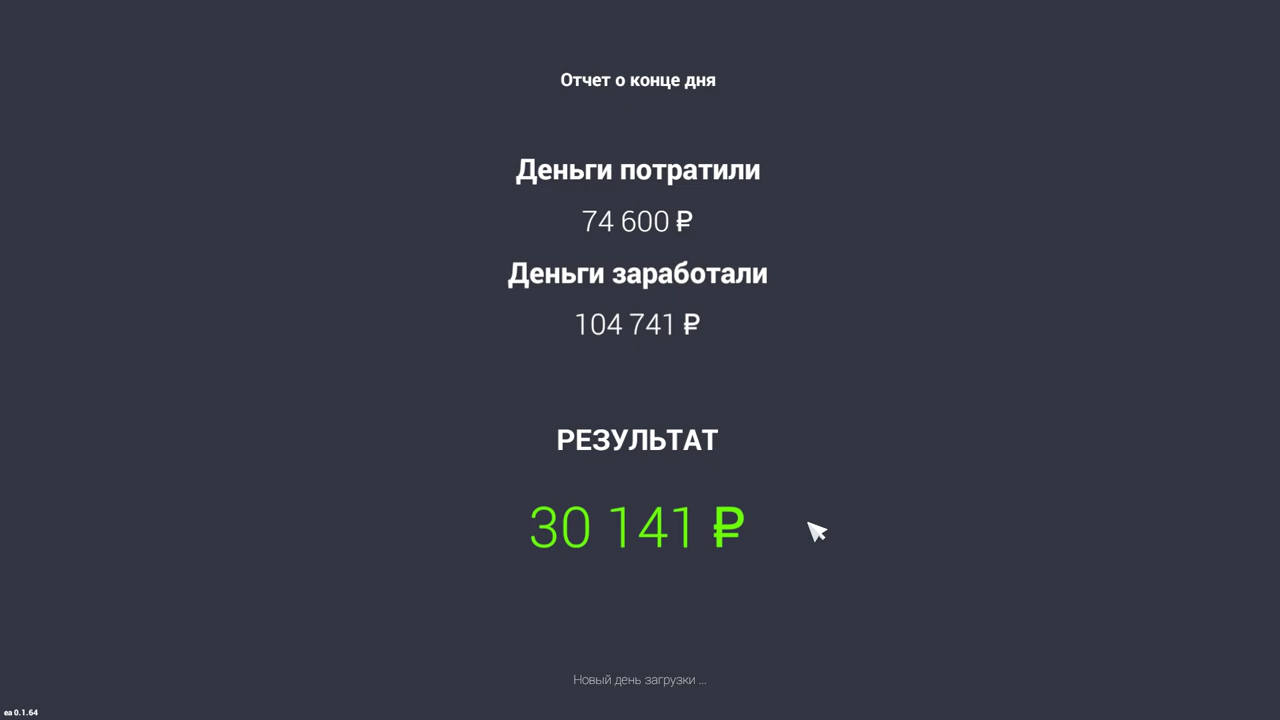 Отчет о конце дня
Деньги потратили
74 600 ₽
Деньги заработали
104 741 ₽
РЕЗУЛЬТАТ
30 141 ₽
Новый день загрузки ...
ea 0.1.64